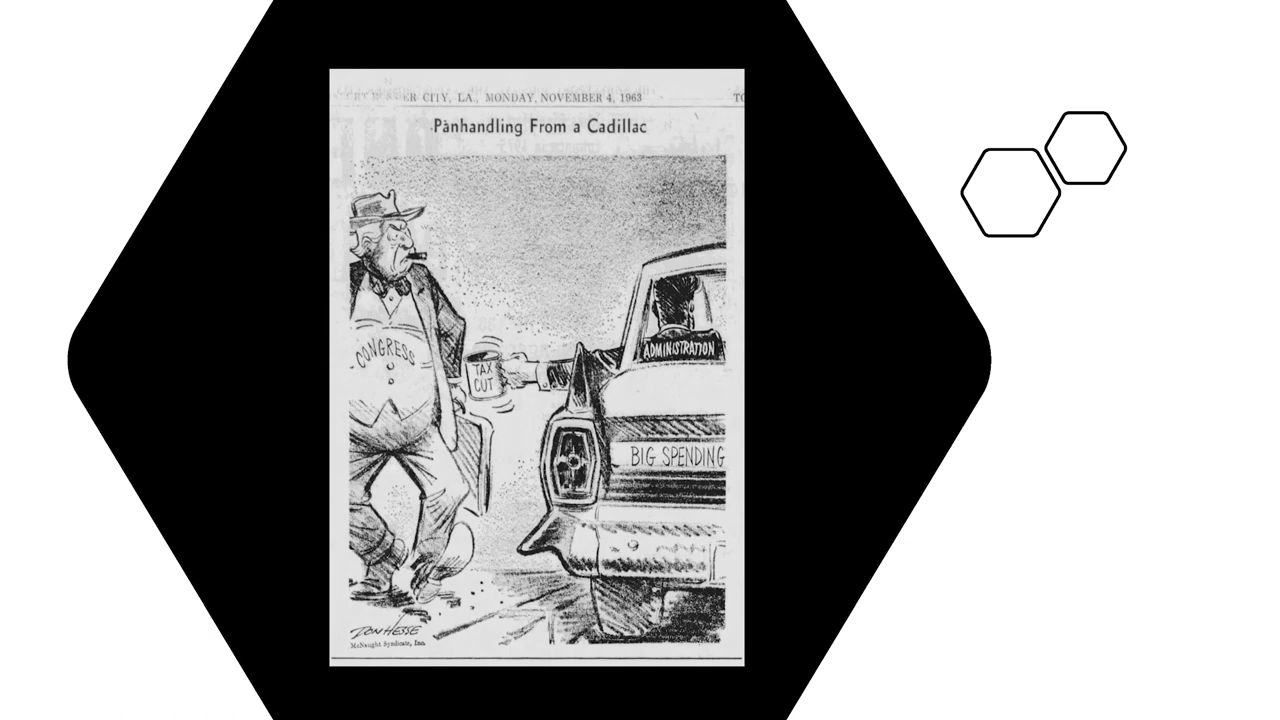 CITY, LA., MONDAY, NOVEMBER 4, 1963
Panhandling From a Cadillac
CONGRESS
TAX
CUT
ADMINISTRATION
BIG SPENDING
DON HESSE
McNaught Syndicate, Inc.